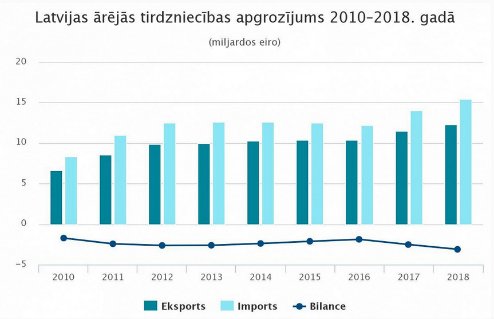 Latvijas ārējās tirdzniecības apgrozījums 2010–2018. gadā
(miljardos eiro)
20
15
10
5
0
−5
2010 2011 2012 2013 2014 2015 2016 2017 2018
Eksports Imports Bilance